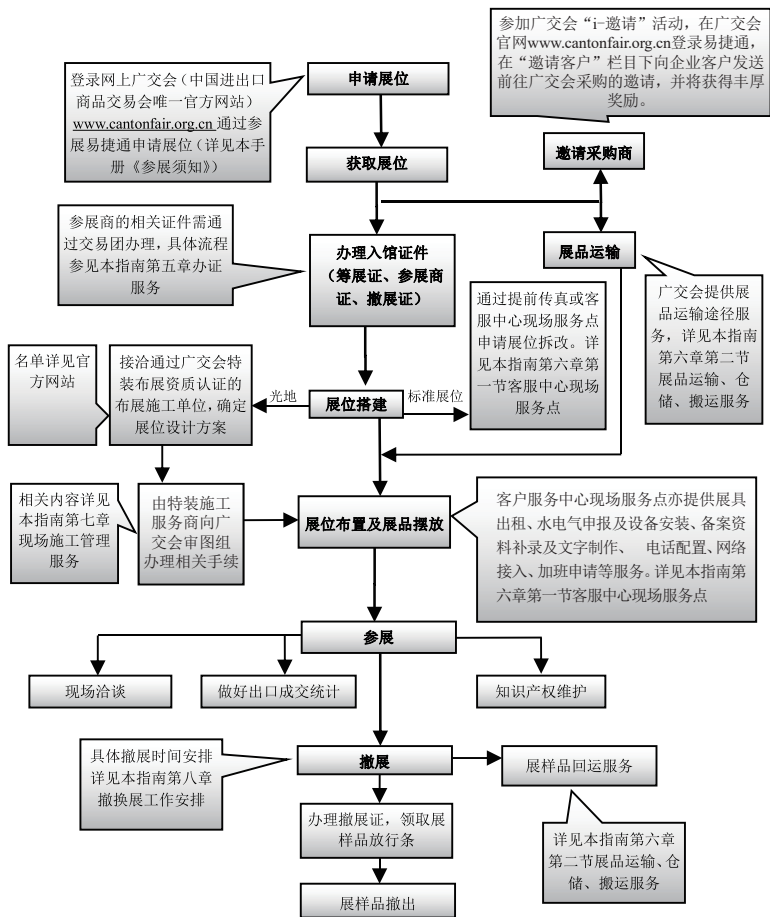 参加广交会“i-邀请”活动，在广交会
官网www.cantonfair.org.cn登录易捷通，
在“邀请客户”栏目下向企业客户发送
前往广交会采购的邀请，并将获得丰厚
奖励。
登录网上广交会（中国进出口
商品交易会唯一官方网站）
www.cantonfair.org.cn 通过参
展易捷通申请展位（详见本手
册《参展须知》）
申请展位
获取展位
邀请采购商
参展商的相关证件需通
过交易团办理，具体流程
参见本指南第五章办证
服务
办理入馆证件
（筹展证、参展商
证、撤展证）
展品运输
广交会提供展
品运输途径服
务，详见本指南
第六章第二节
展品运输、仓
储、搬运服务
通过提前传真或客
服中心现场服务点
申请展位拆改。详
见本指南第六章第
一节客服中心现场
服务点
名单详见官
方网站
接洽通过广交会特
装布展资质认证的
布展施工单位，确定
展位设计方案
光地
展位搭建
标准展位
相关内容详见
本指南第七章
现场施工管理
服务
由特装施工
服务商向广
交会审图组
办理相关手续
展位布置及展品摆放
客户服务中心现场服务点亦提供展具
出租、水电气申报及设备安装、备案资
料补录及文字制作、 电话配置、网络
接入、加班申请等服务。详见本指南第
六章第一节客服中心现场服务点
参展
现场洽谈
做好出口成交统计
知识产权维护
具体撤展时间安排
详见本指南第八章
撤换展工作安排
撤展
展样品回运服务
办理撤展证，领取展
样品放行条
详见本指南第六章
第二节展品运输、仓
储、搬运服务
展样品撤出